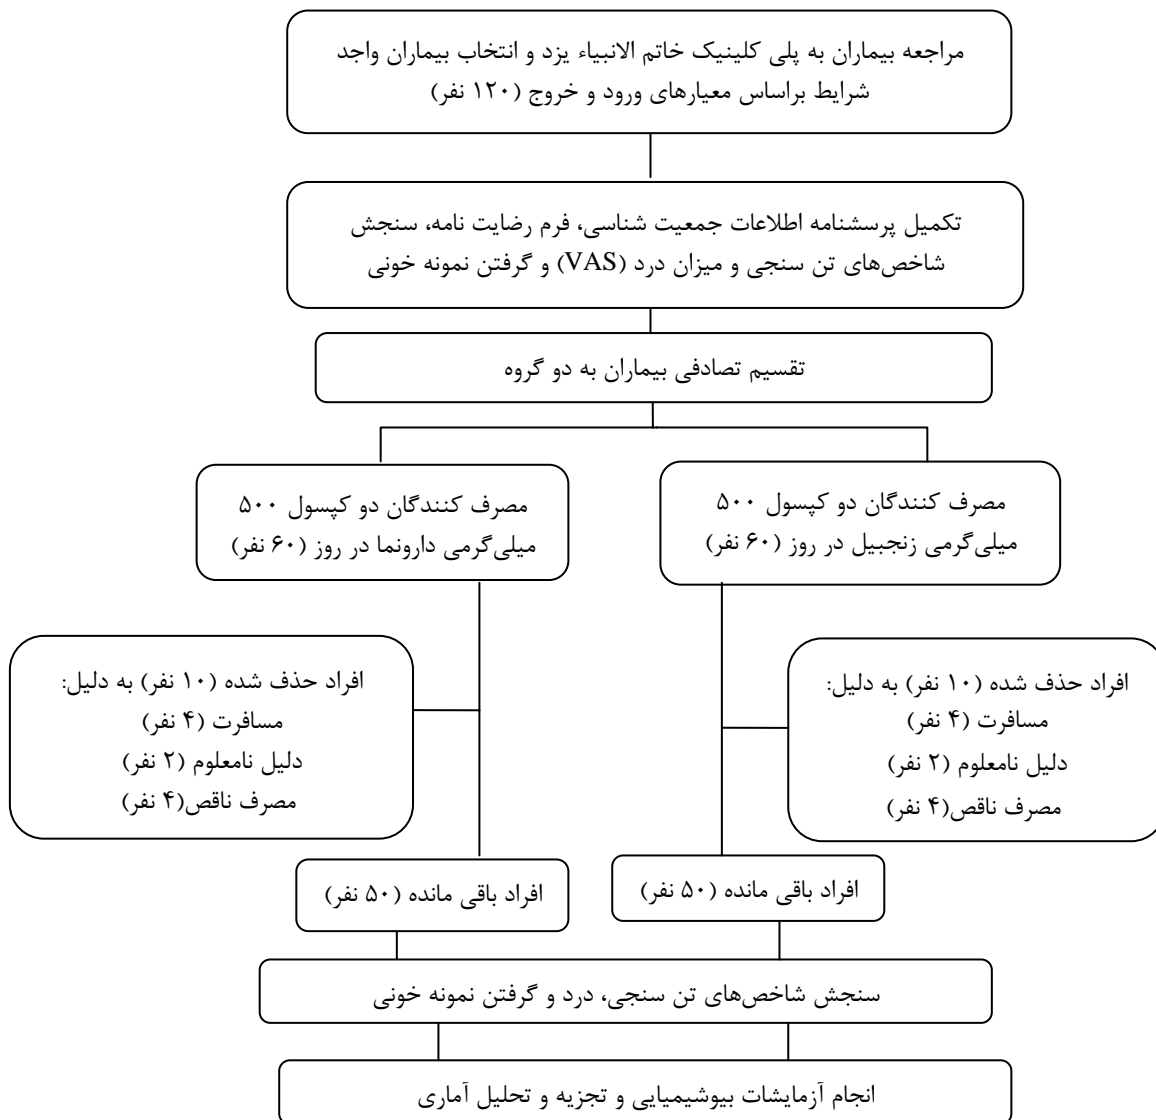 مراجعه بیماران به پلی کلینیک خاتم الانبیاء یزد و انتخاب بیماران واجد
شرایط براساس معیارهای ورود و خروج (۱۲۰ نفر)
تکمیل پرسشنامه اطلاعات جمعیت شناسی، فرم رضایت نامه، سنجش
شاخص‌های تن سنجی و میزان درد (VAS) و گرفتن نمونه خونی
تقسیم تصادفی بیماران به دو گروه
مصرف کنندگان دو کپسول ۵۰۰
میلی‌گرمی زنجبیل در روز (۶۰ نفر)
مصرف کنندگان دو کپسول ۵۰۰
میلی‌گرمی دارونما در روز (۶۰ نفر)
افراد حذف شده (۱۰ نفر) به دلیل:
مسافرت (۴ نفر)
دلیل نامعلوم (۲ نفر)
مصرف ناقص(۴ نفر)
افراد حذف شده (۱۰ نفر) به دلیل:
مسافرت (۴ نفر)
دلیل نامعلوم (۲ نفر)
مصرف ناقص(۴ نفر)
افراد باقی مانده (۵۰ نفر)
افراد باقی مانده (۵۰ نفر)
سنجش شاخص‌های تن سنجی، درد و گرفتن نمونه خونی
انجام آزمایشات بیوشیمیایی و تجزیه و تحلیل آماری